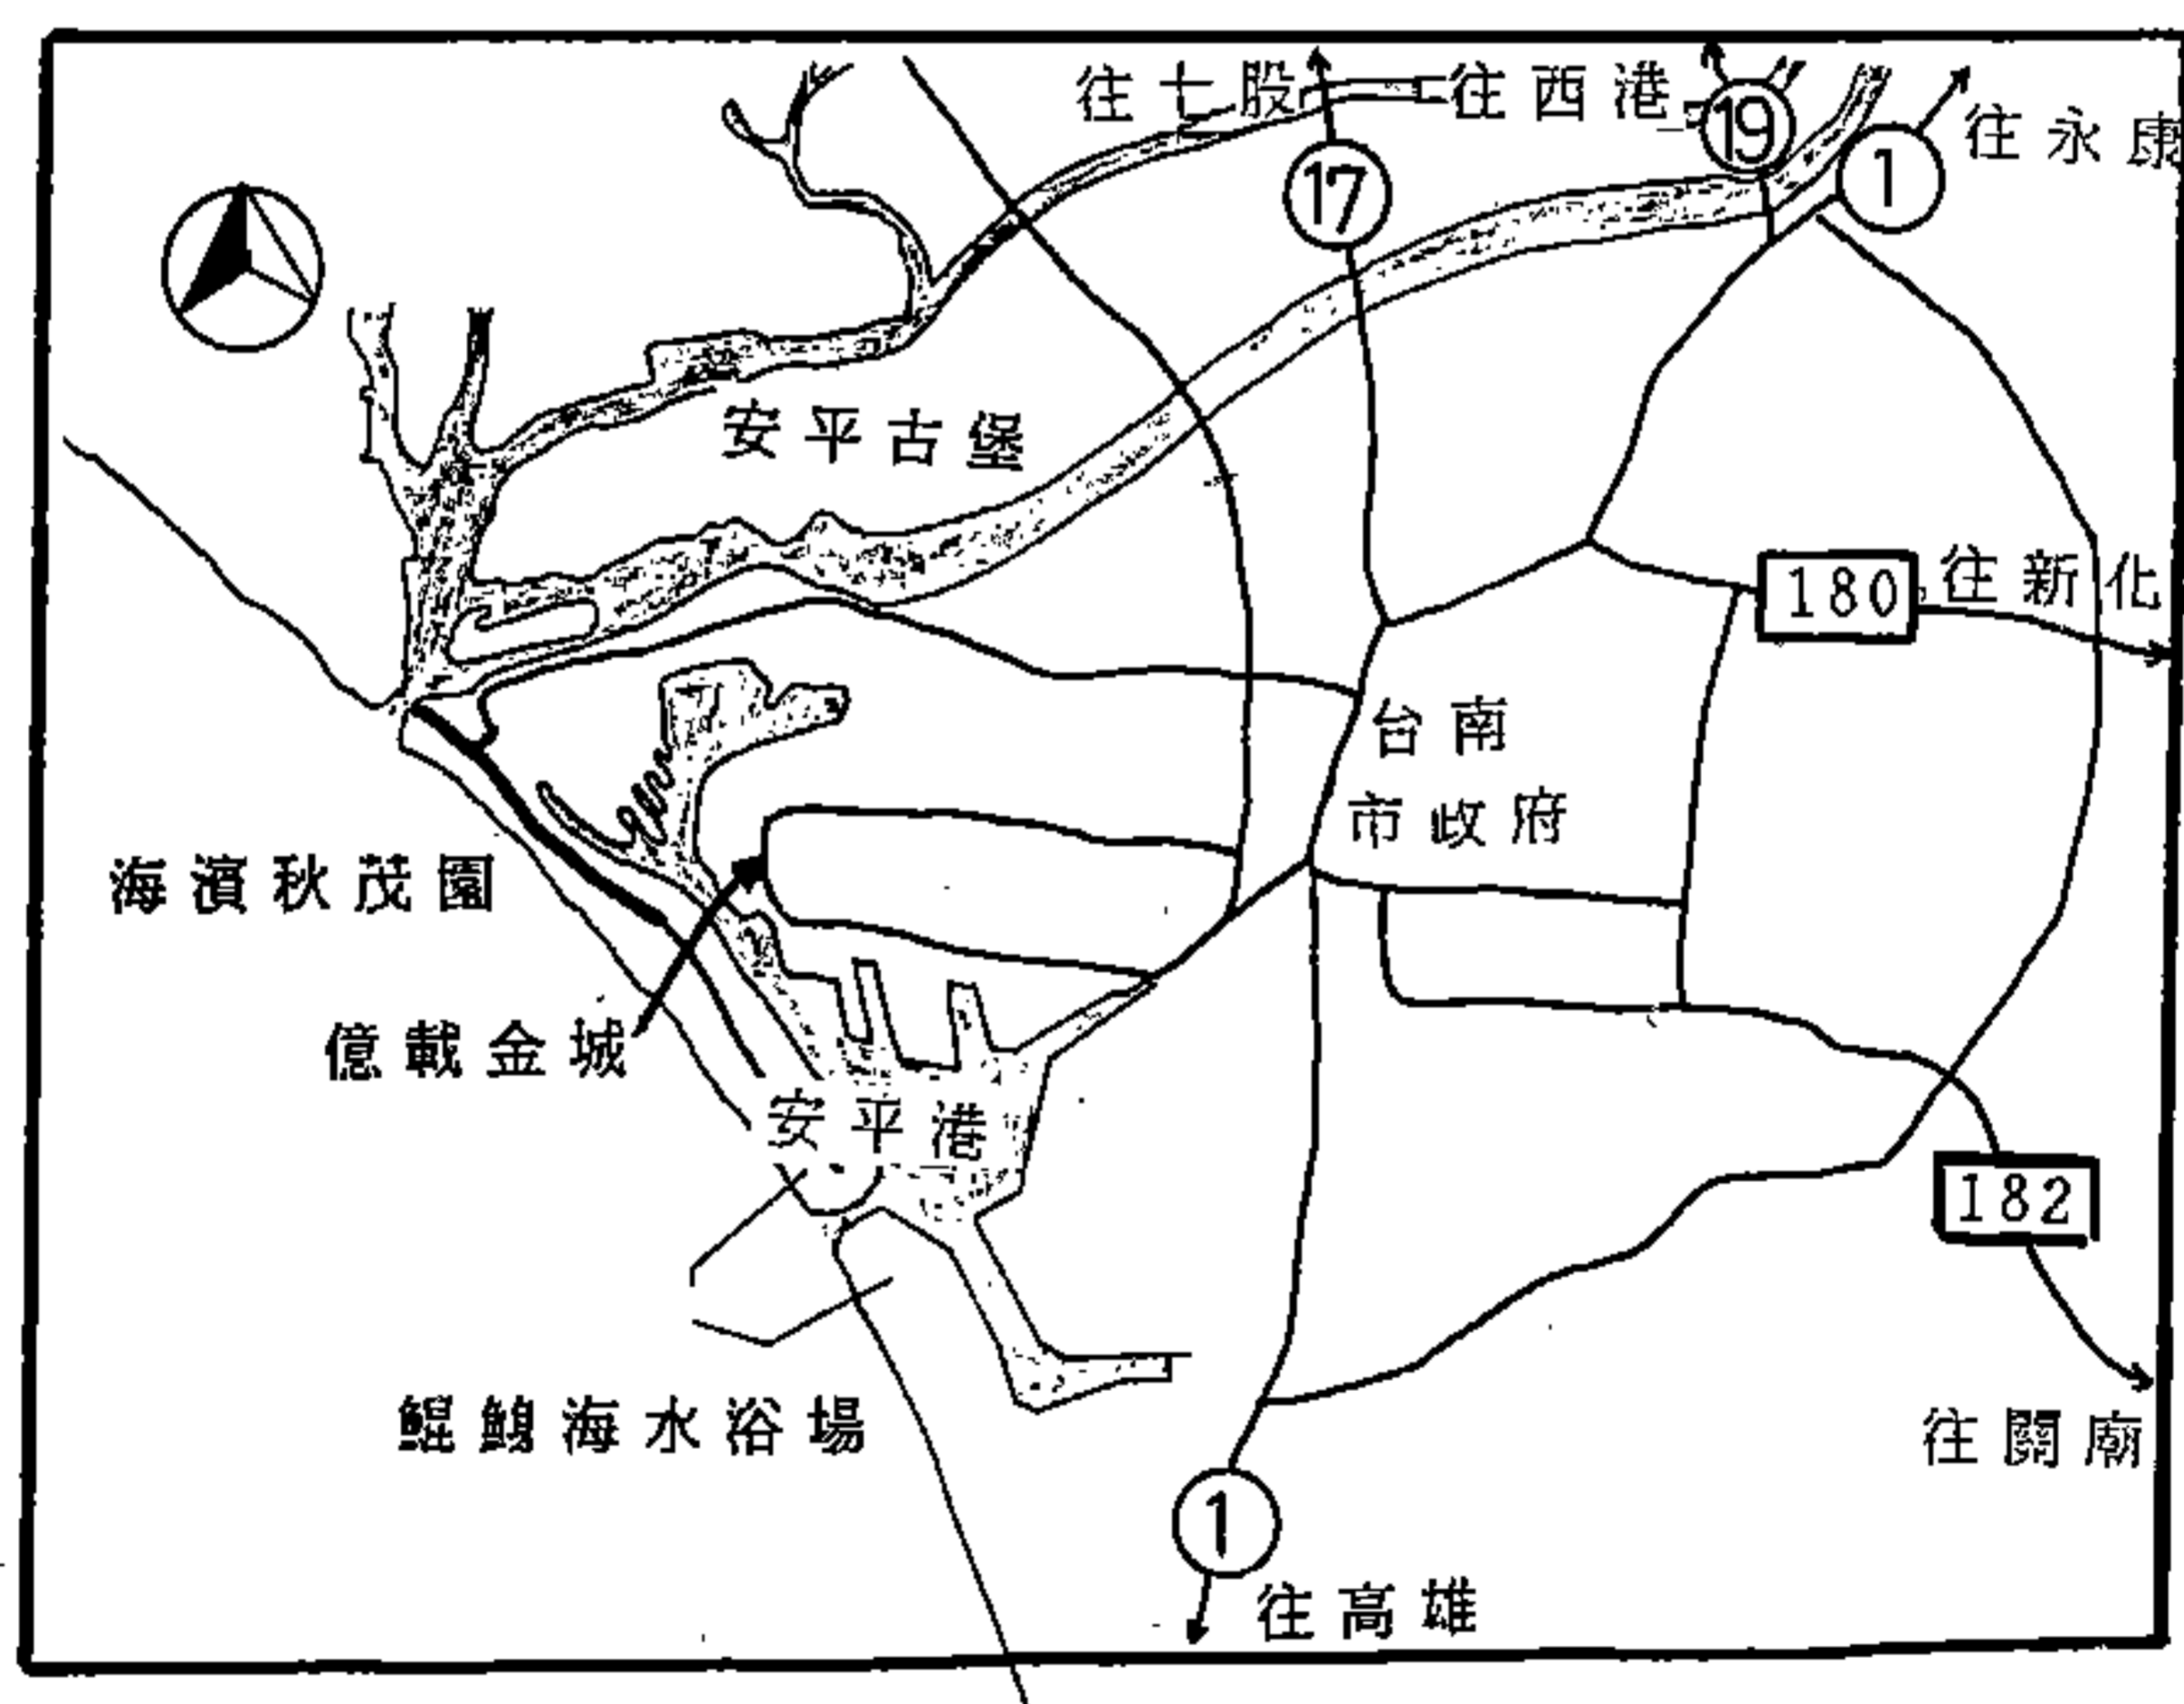 往七股
往西港
19
1
往永康
17
安平古堡
180
往新化
台南
市政府
海濱秋茂園
億載金城
安平港
182
鯤鯓海水浴場
往關廟
1
往高雄